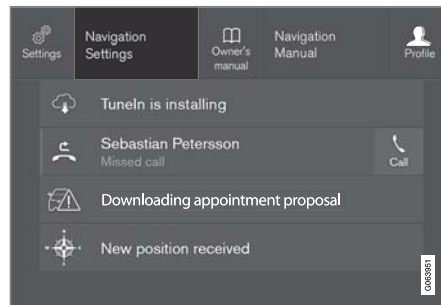 Navigation
Settings
Navigation
Manual
Settings
Owner's
manual
Profile
TuneIn is installing
Sebastian Petersson
Missed call
Call
Downloading appointment proposal
New position received
G063951